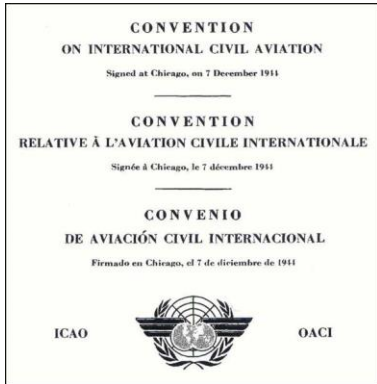 CONVENTION
ON INTERNATIONAL CIVIL AVIATION
Signed at Chicago, on 7 December 1944
CONVENTION
RELATIVE À L'AVIATION CIVILE INTERNATIONALE
Signée à Chicago, le 7 décembre 1944
CONVENIO
DE AVIACIÓN CIVIL INTERNACIONAL
Firmado en Chicago, el 7 de diciembre de 1944
ICAO OACI